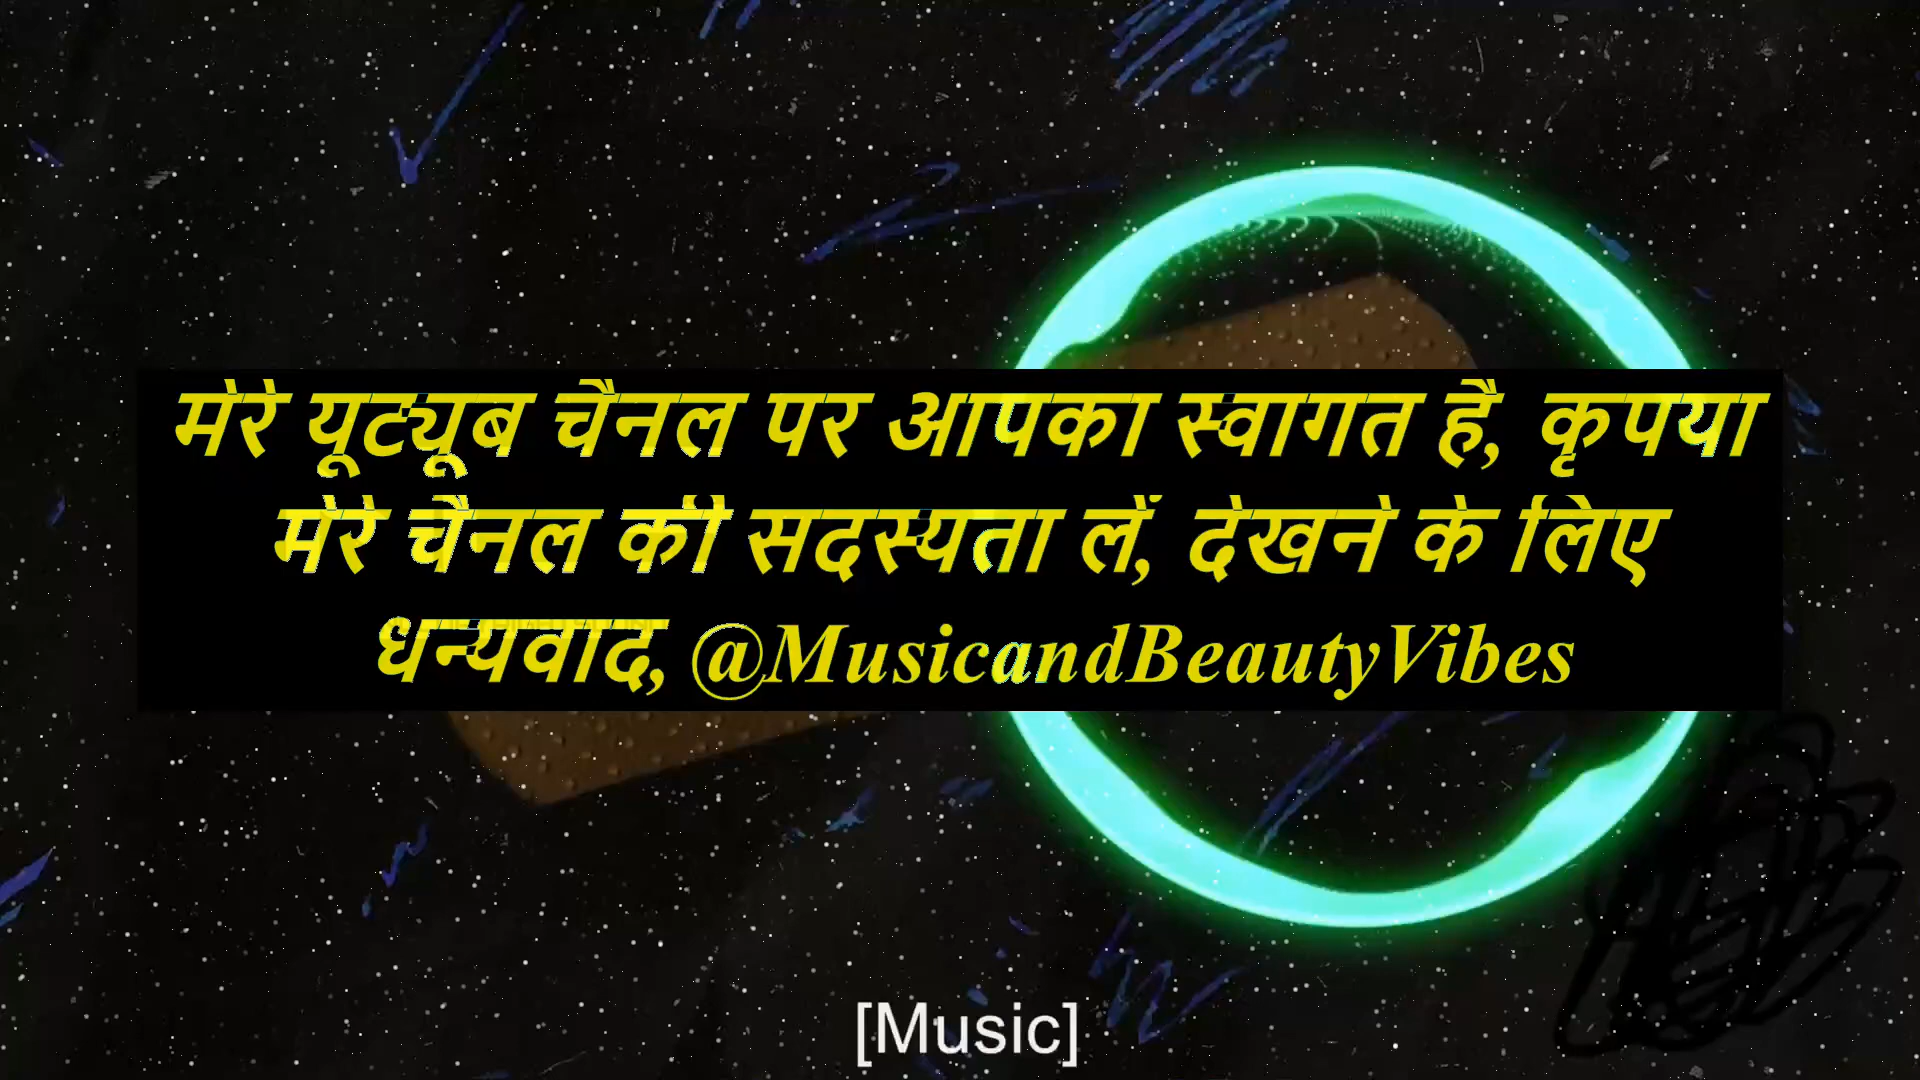 मेरे यूट्यूब चैनल पर आपका स्वागत है, कृपया
मेरे चैनल की सदस्यता लें, देखने के लिए
धन्यवाद, @MusicandBeautyVibes
[Music]